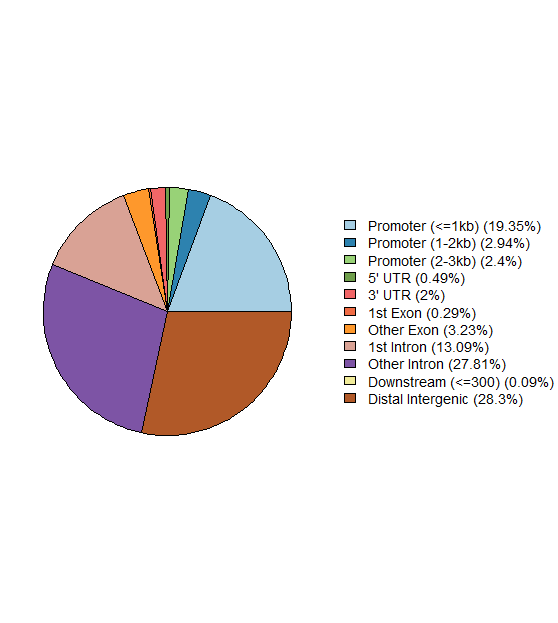 Promoter (<=1kb) (19.35%)
Promoter (1-2kb) (2.94%)
Promoter (2-3kb) (2.4%)
5' UTR (0.49%)
3' UTR (2%)
1st Exon (0.29%)
Other Exon (3.23%)
1st Intron (13.09%)
Other Intron (27.81%)
Downstream (<=300) (0.09%)
Distal Intergenic (28.3%)